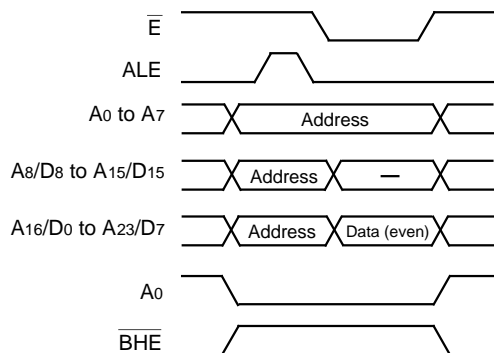 E
ALE
A0 to A7 Address
A8/D8 to A15/D15 Address —
A16/D0 to A23/D7 Address Data (even)
A0
BHE